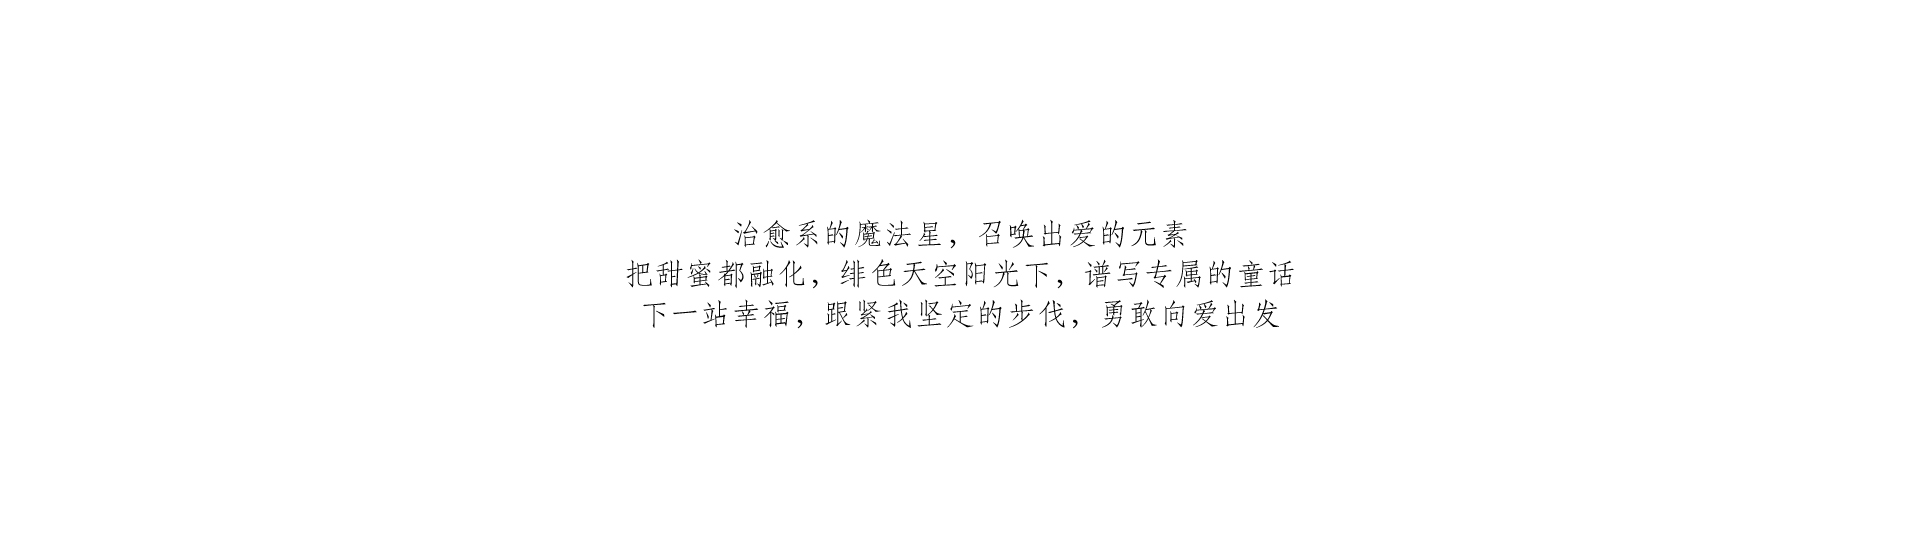 治愈系的魔法星，召唤出爱的元素
把甜蜜都融化，绯色天空阳光下，谱写专属的童话
下一站幸福，跟紧我坚定的步伐，勇敢向爱出发